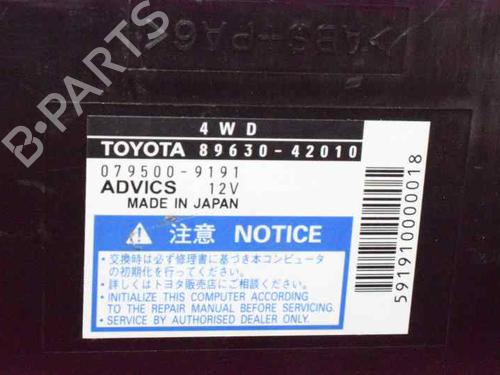 >ABS+PA6
B-PARTS
4WD
TOYOTA 89630-42010
079500-9191
ADVICS 12V
MADE IN JAPAN
注意 NOTICE
•交換時は必ず修理書に基づき本コンピュータ
の初期化を行ってください。
•詳しくはトヨタ販売店にご相談ください。
•INITIALIZE THIS COMPUTER ACCORDING
TO THE REPAIR MANUAL BEFORE SERVICING.
•SERVICE BY AUTHORISED DEALER ONLY.
591910000018